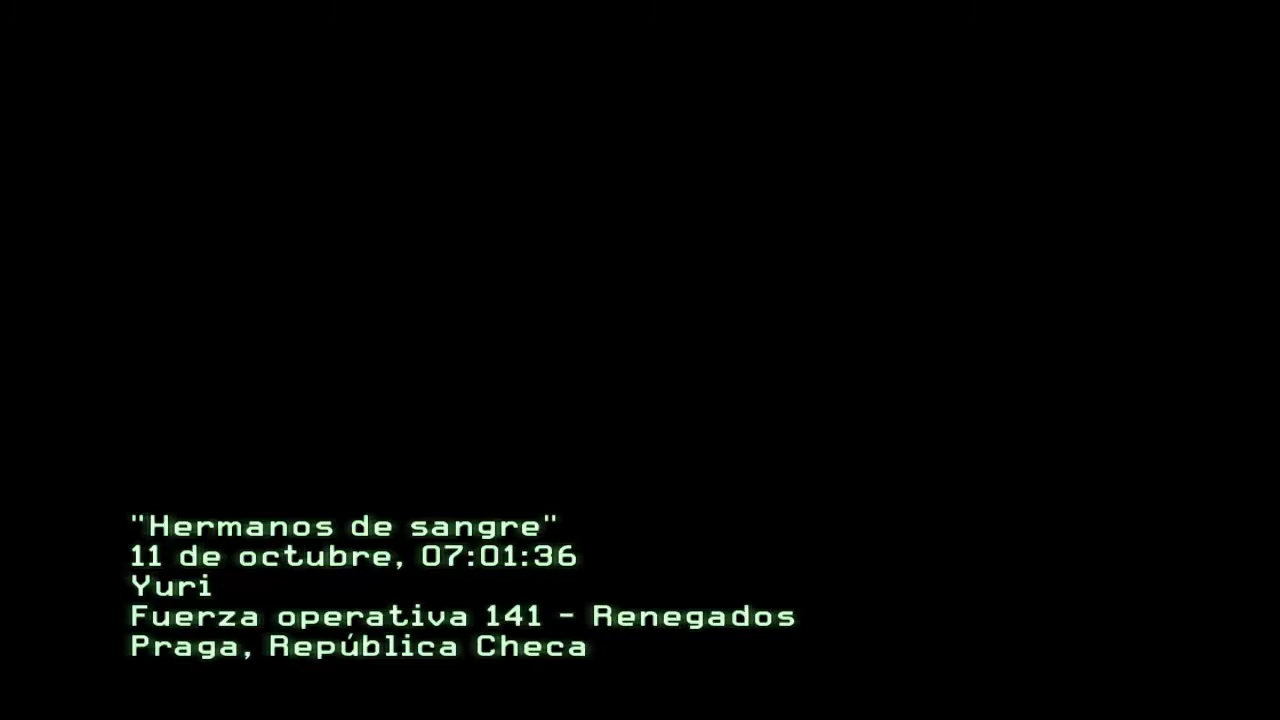 "Hermanos de sangre"
11 de octubre, 07:01:36
Yuri
Fuerza operativa 141 - Renegados
Praga, República Checa